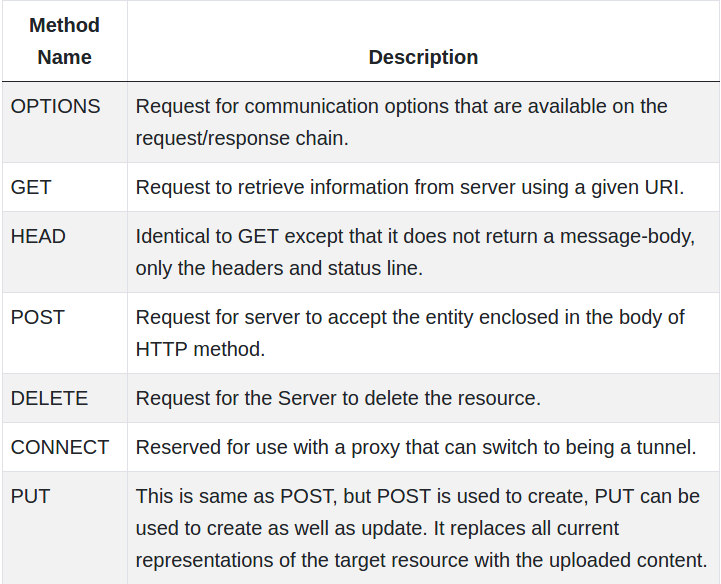 Method Name Description
OPTIONS Request for communication options that are available on the
request/response chain.
GET Request to retrieve information from server using a given URI.
HEAD Identical to GET except that it does not return a message-body,
only the headers and status line.
POST Request for server to accept the entity enclosed in the body of
HTTP method.
DELETE Request for the Server to delete the resource.
CONNECT Reserved for use with a proxy that can switch to being a tunnel.
PUT This is same as POST, but POST is used to create, PUT can be
used to create as well as update. It replaces all current
representations of the target resource with the uploaded content.